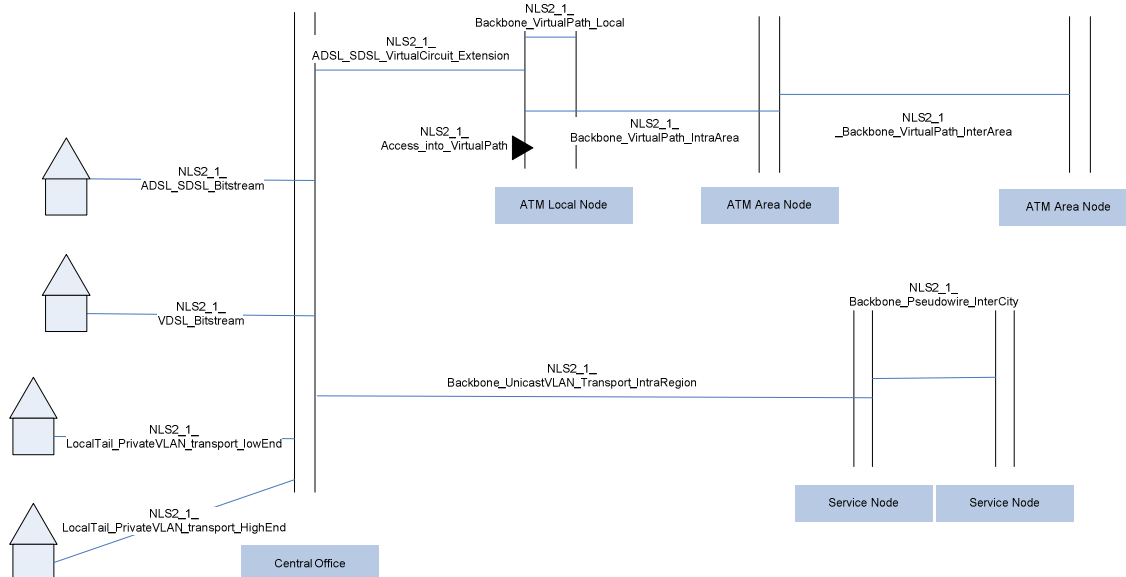 NLS2_1_
Backbone_VirtualPath_Local
NLS2_1_
ADSL_SDSL_VirtualCircuit_Extension
NLS2_1_
Access_into_VirtualPath
NLS2_1_
Backbone_VirtualPath_IntraArea
NLS2_1
_Backbone_VirtualPath_InterArea
NLS2_1_
ADSL_SDSL_Bitstream
ATM Local Node
ATM Area Node
ATM Area Node
NLS2_1_
VDSL_Bitstream
NLS2_1_
Backbone_Pseudowire_InterCity
NLS2_1_
Backbone_UnicastVLAN_Transport_IntraRegion
NLS2_1_
LocalTail_PrivateVLAN_transport_lowEnd
NLS2_1_
LocalTail_PrivateVLAN_transport_HighEnd
Service Node
Service Node
Central Office